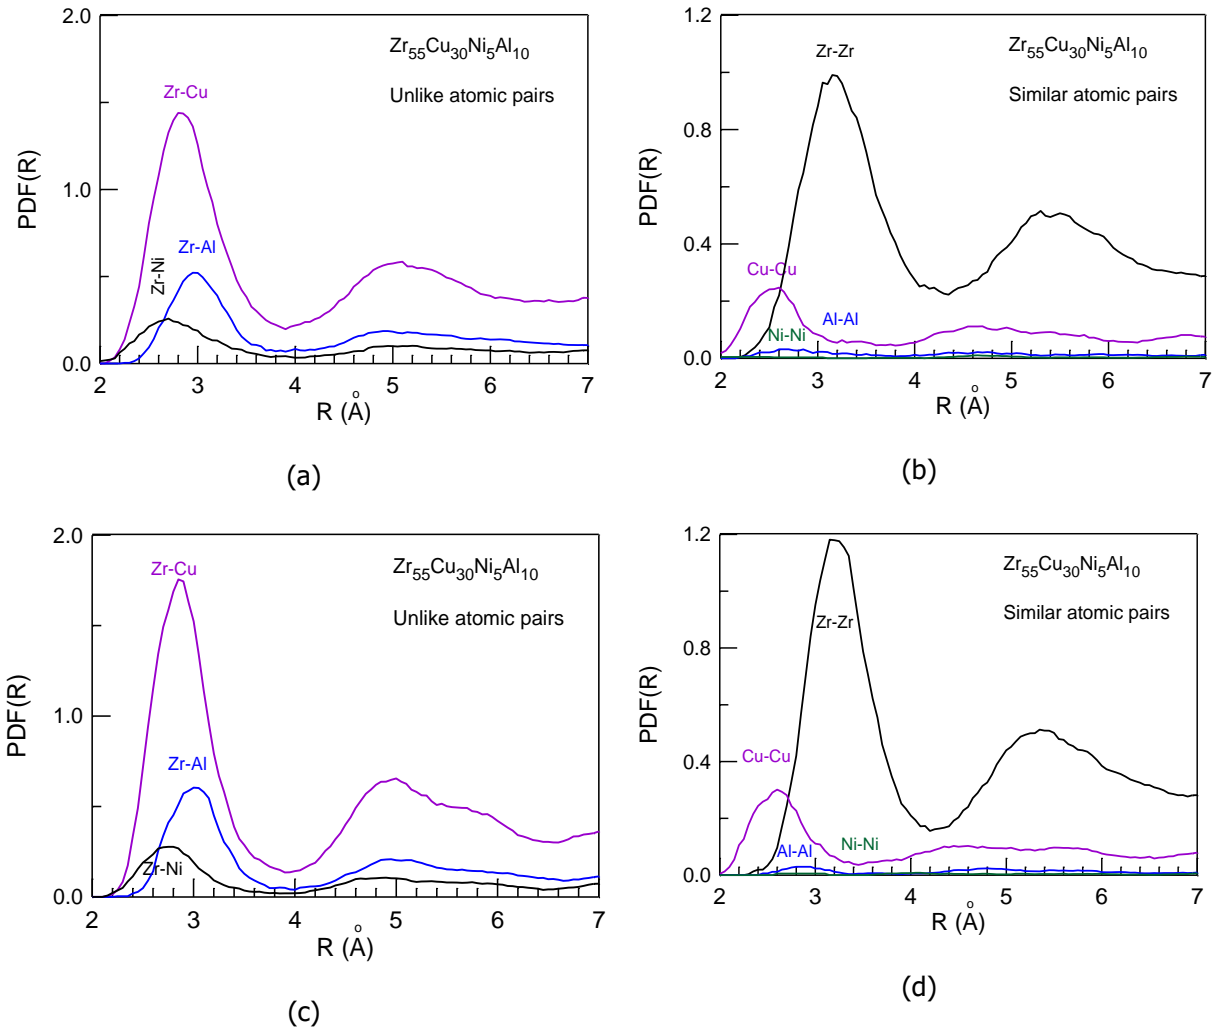 2.0
Zr55Cu30Ni5Al10
Zr-Cu
Unlike atomic pairs
1.0
PDF(R)
Zr-Al
Zr-Ni
0.0
2 3 4 5 6 7
R (Å)
(a)
1.2
Zr55Cu30Ni5Al10
Zr-Zr
Similar atomic pairs
0.8
PDF(R)
0.4
Cu-Cu
Al-Al
Ni-Ni
0.0
2 3 4 5 6 7
R (Å)
(b)
2.0
Zr-Cu
Zr55Cu30Ni5Al10
Unlike atomic pairs
1.0
PDF(R)
Zr-Al
Zr-Ni
0.0
2 3 4 5 6 7
R (Å)
(c)
1.2
Zr55Cu30Ni5Al10
Zr-Zr
Similar atomic pairs
0.8
PDF(R)
0.4
Cu-Cu
Ni-Ni
Al-Al
0.0
2 3 4 5 6 7
R (Å)
(d)